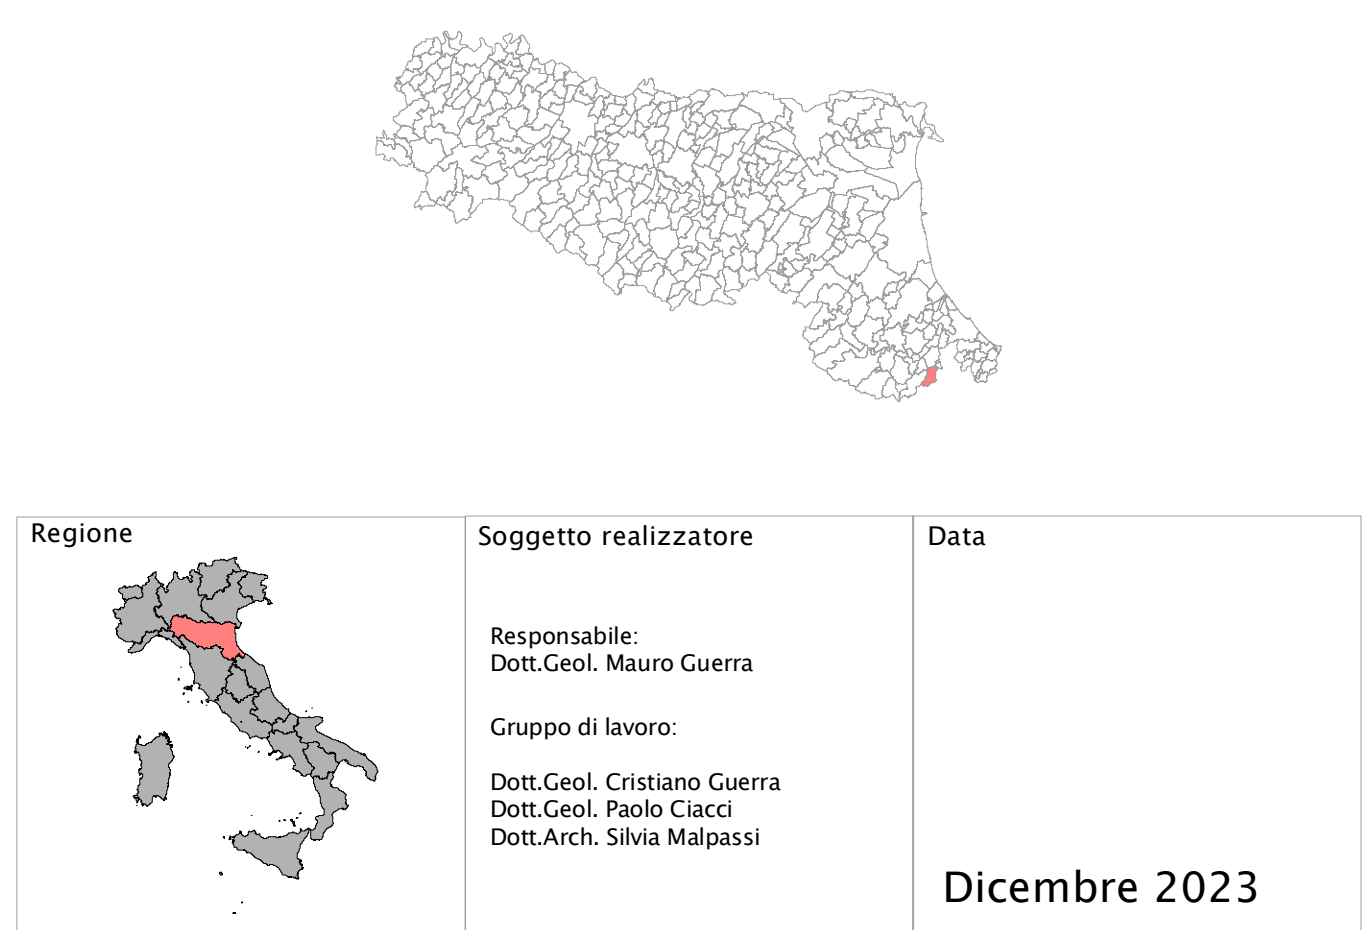 Regione
Soggetto realizzatore
Responsabile:
Dott.Geol. Mauro Guerra
Gruppo di lavoro:
Dott.Geol. Cristiano Guerra
Dott.Geol. Paolo Ciacci
Dott.Arch. Silvia Malpassi
Data
Dicembre 2023